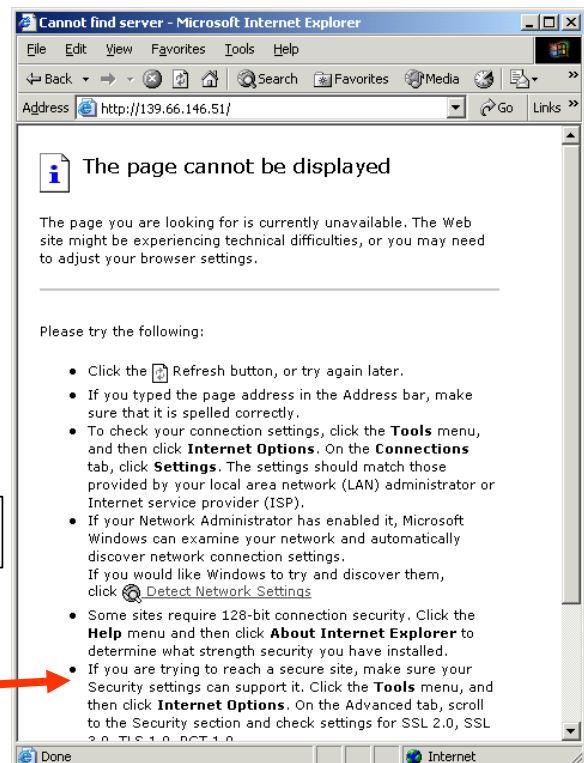 Cannot find server - Microsoft Internet Explorer
File Edit View Favorites Tools Help
Back Search Favorites Media »
Address http://139.66.146.51/ Go Links »
The page cannot be displayed
The page you are looking for is currently unavailable. The Web
site might be experiencing technical difficulties, or you may need
to adjust your browser settings.
Please try the following:
• Click the Refresh button, or try again later.
• If you typed the page address in the Address bar, make
sure that it is spelled correctly.
• To check your connection settings, click the Tools menu,
and then click Internet Options. On the Connections
tab, click Settings. The settings should match those
provided by your local area network (LAN) administrator or
Internet service provider (ISP).
• If your Network Administrator has enabled it, Microsoft
Windows can examine your network and automatically
discover network connection settings.
If you would like Windows to try and discover them,
click Detect Network Settings
• Some sites require 128-bit connection security. Click the
Help menu and then click About Internet Explorer to
determine what strength security you have installed.
• If you are trying to reach a secure site, make sure your
Security settings can support it. Click the Tools menu, and
then click Internet Options. On the Advanced tab, scroll
to the Security section and check settings for SSL 2.0, SSL
3.0, TLS 1.0, PCT 1.0
Done Internet